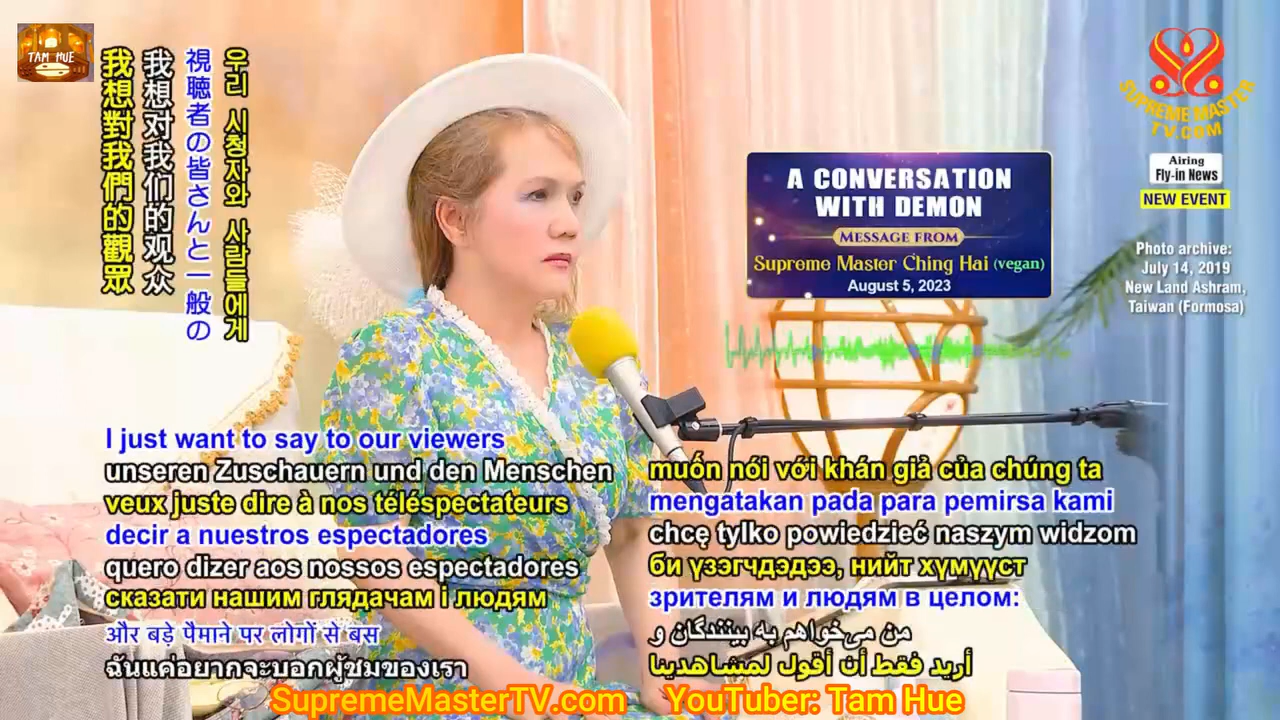 TAM HUE
我想對我們的觀眾
我想对我们的观众
視聴者の皆さんと一般の
우리 시청자와 사람들에게
SUPREME MASTER
TV.COM
Airing
Fly-in News
NEW EVENT
A CONVERSATION
WITH DEMON
MESSAGE FROM
Supreme Master Ching Hai (vegan)
August 5, 2023
Photo archive:
July 14, 2019
New Land Ashram,
Taiwan (Formosa)
I just want to say to our viewers
unseren Zuschauern und den Menschen
veux juste dire à nos téléspectateurs
decir a nuestros espectadores
quero dizer aos nossos espectadores
сказати нашим глядачам і людям
और बड़े पैमाने पर लोगों से बस
ฉันแค่อยากจะบอกผู้ชมของเรา
muốn nói với khán giả của chúng ta
mengatakan pada para pemirsa kami
chcę tylko powiedzieć naszym widzom
би үзэгчдэдээ, нийт хүмүүст
зрителям и людям в целом:
من می‌خواهم به بینندگان و
أريد فقط أن أقول لمشاهدينا
SupremeMasterTV.com YouTuber: Tam Hue